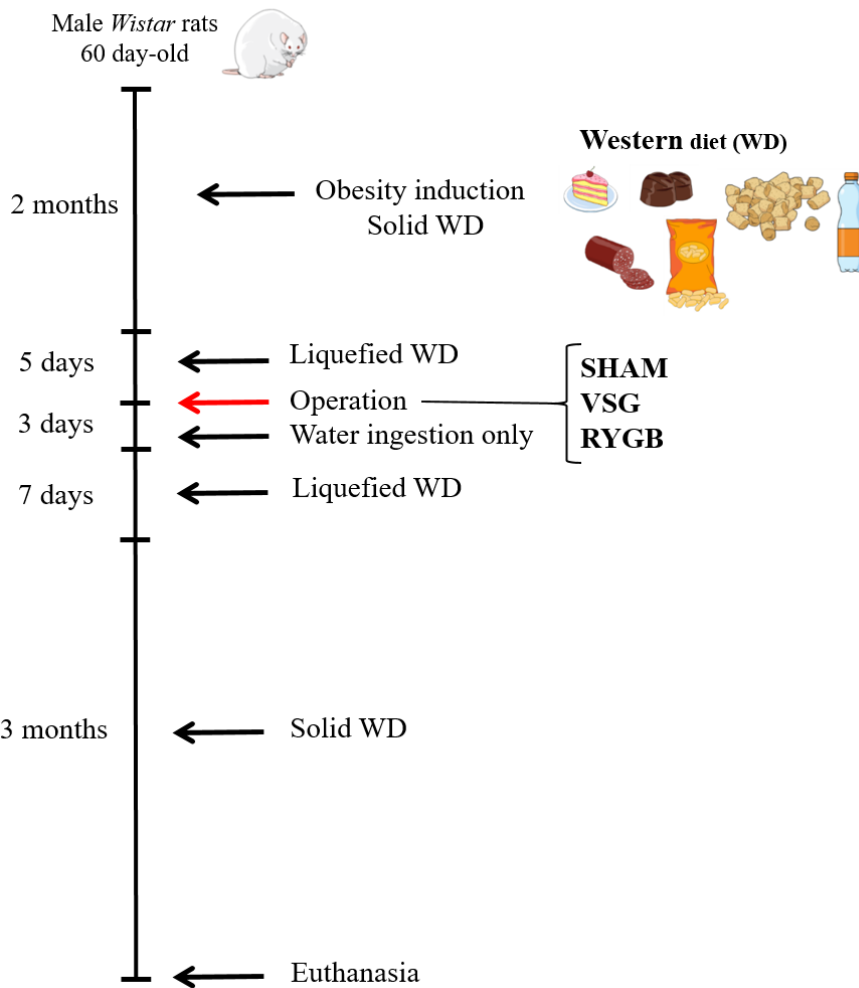 Male Wistar rats
60 day-old
Western diet (WD)
2 months
Obesity induction
Solid WD
5 days
Liquefied WD
Operation
SHAM
VSG
RYGB
3 days
Water ingestion only
7 days
Liquefied WD
3 months
Solid WD
Euthanasia